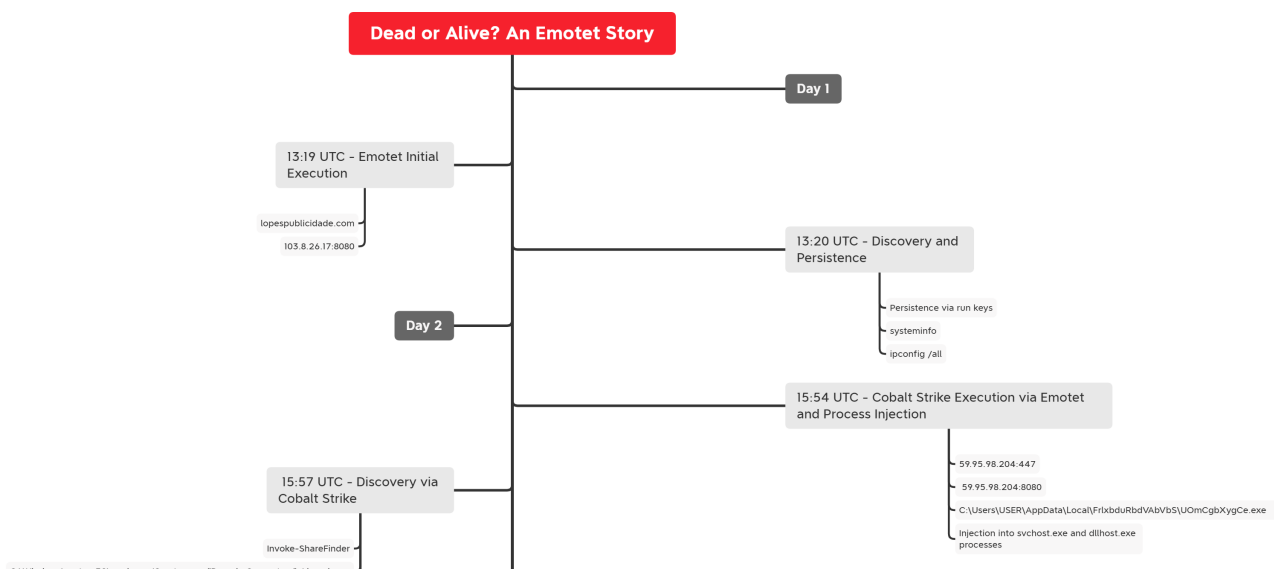 Dead or Alive? An Emotet Story
Day 1
13:19 UTC - Emotet Initial
Execution
lopespublicidade.com
103.8.26.17:8080
13:20 UTC - Discovery and
Persistence
Persistence via run keys
systeminfo
ipconfig /all
Day 2
15:54 UTC - Cobalt Strike Execution via Emotet
and Process Injection
59.95.98.204:447
59.95.98.204:8080
C:\Users\USER\AppData\Local\FrlxbduRbdVAbVbS\UOmCgbXygCe.exe
Injection into svchost.exe and dllhost.exe
processes
15:57 UTC - Discovery via
Cobalt Strike
Invoke-ShareFinder